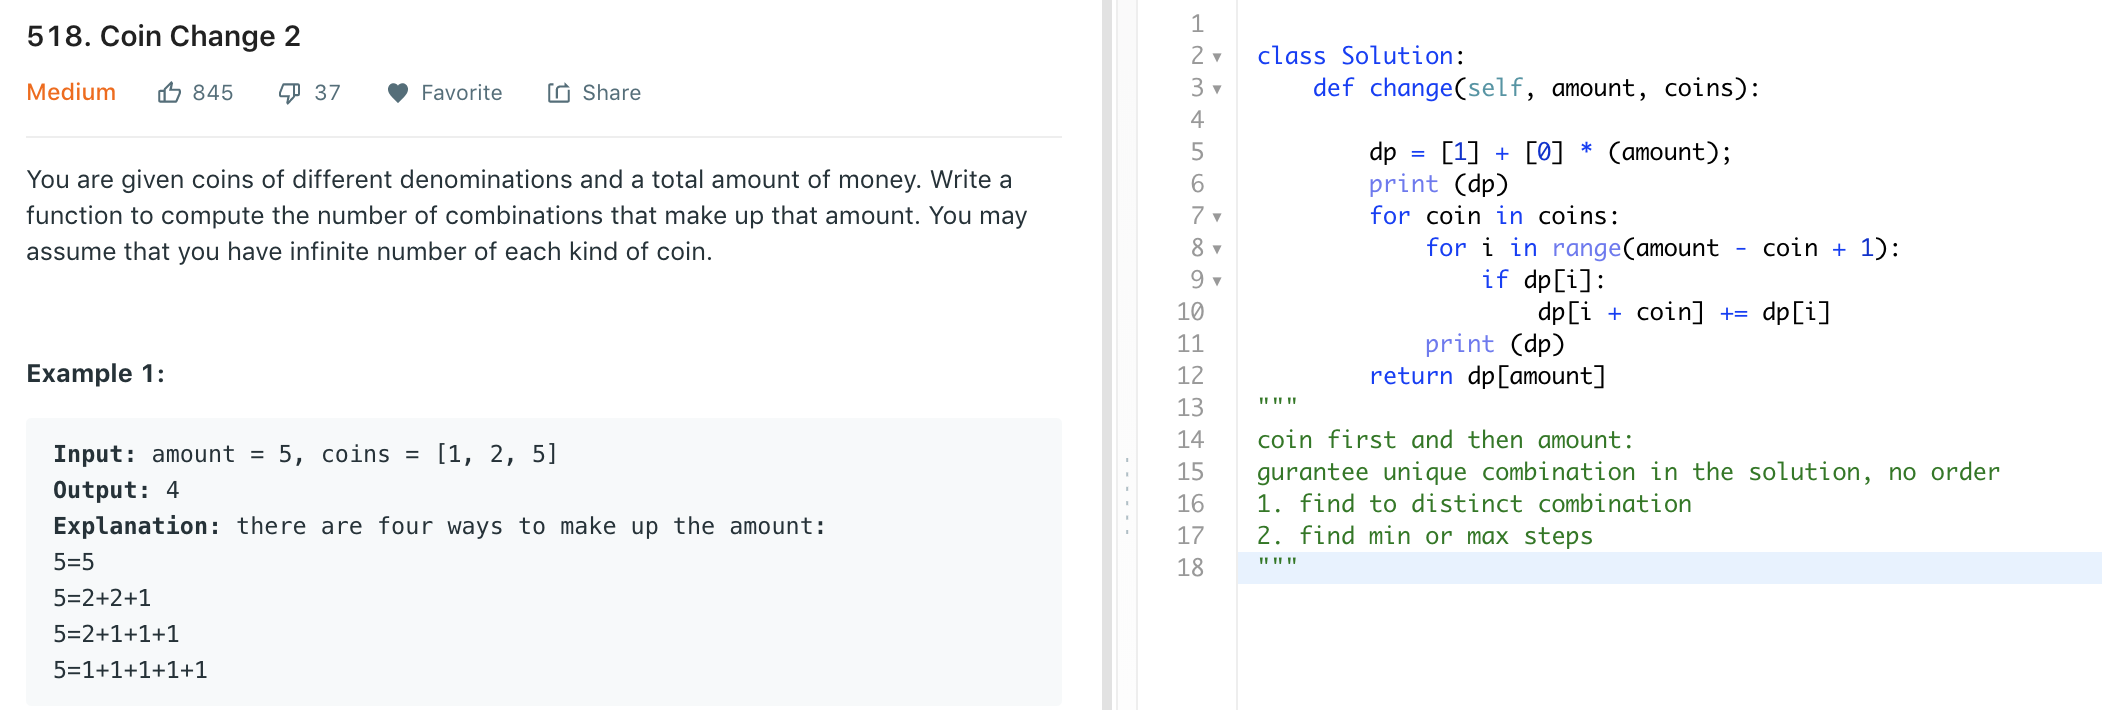 518. Coin Change 2
Medium 845 37 Favorite Share
You are given coins of different denominations and a total amount of money. Write a
function to compute the number of combinations that make up that amount. You may
assume that you have infinite number of each kind of coin.
Example 1:
Input: amount = 5, coins = [1, 2, 5]
Output: 4
Explanation: there are four ways to make up the amount:
5=5
5=2+2+1
5=2+1+1+1
5=1+1+1+1+1
1
2 class Solution:
3     def change(self, amount, coins):
4
5         dp = [1] + [0] * (amount);
6         print (dp)
7         for coin in coins:
8             for i in range(amount - coin + 1):
9                 if dp[i]:
10                     dp[i + coin] += dp[i]
11             print (dp)
12         return dp[amount]
13 """
14 coin first and then amount:
15 gurantee unique combination in the solution, no order
16 1. find to distinct combination
17 2. find min or max steps
18 """